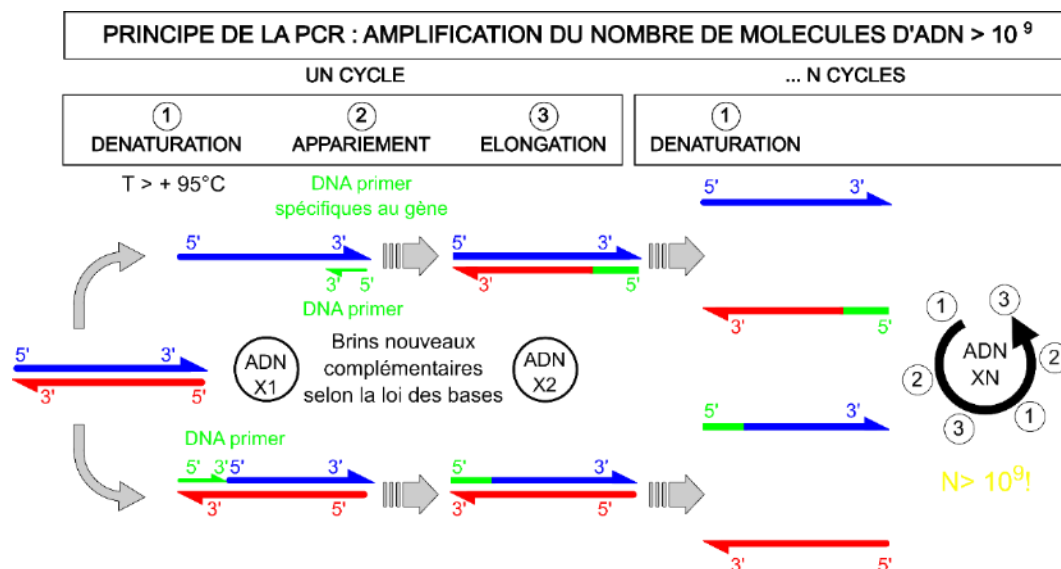 PRINCIPE DE LA PCR : AMPLIFICATION DU NOMBRE DE MOLECULES D'ADN > 10 ⁹
UN CYCLE
... N CYCLES
1
DENATURATION
2
APPARIEMENT
3
ELONGATION
1
DENATURATION
T > + 95°C
DNA primer
spécifiques au gène
5' 3'
3' 5'
DNA primer
5' 3'
3' 5'
5' 3'
3' 5'
5' 3'
3' 5'
ADN
X1
Brins nouveaux
complémentaires
selon la loi des bases
ADN
X2
DNA primer
5' 3' 5' 3'
3' 5'
5' 3'
3' 5'
5' 3'
3' 5'
1
3
2
2
3
1
ADN
XN
N> 10⁹!